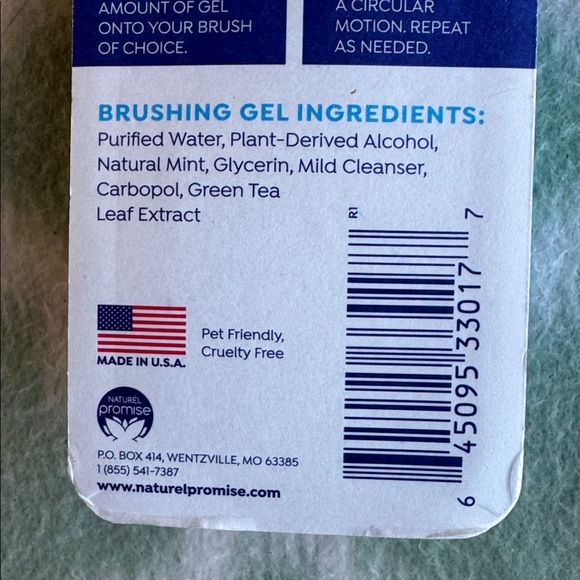 AMOUNT OF GEL
ONTO YOUR BRUSH
OF CHOICE.
A CIRCULAR
MOTION. REPEAT
AS NEEDED.
BRUSHING GEL INGREDIENTS:
Purified Water, Plant-Derived Alcohol,
Natural Mint, Glycerin, Mild Cleanser,
Carbopol, Green Tea
Leaf Extract
R1
6 45095 33017 7
MADE IN U.S.A.
Pet Friendly,
Cruelty Free
NATURĒL
promise
P.O. BOX 414, WENTZVILLE, MO 63385
1 (855) 541-7387
www.naturelpromise.com